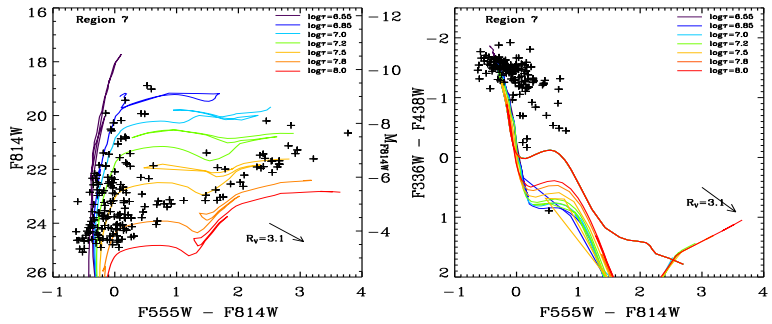 Region 7
logτ=6.55
logτ=6.85
logτ=7.0
logτ=7.2
logτ=7.5
logτ=7.8
logτ=8.0
16
18
20
22
24
26
F814W
-12
-10
-8
-6
-4
M_F814W
R_V=3.1
-1
0
1
2
3
4
F555W - F814W
Region 7
logτ=6.55
logτ=6.85
logτ=7.0
logτ=7.2
logτ=7.5
logτ=7.8
logτ=8.0
-2
-1
0
1
2
F336W - F438W
R_V=3.1
-1
0
1
2
3
4
F555W - F814W